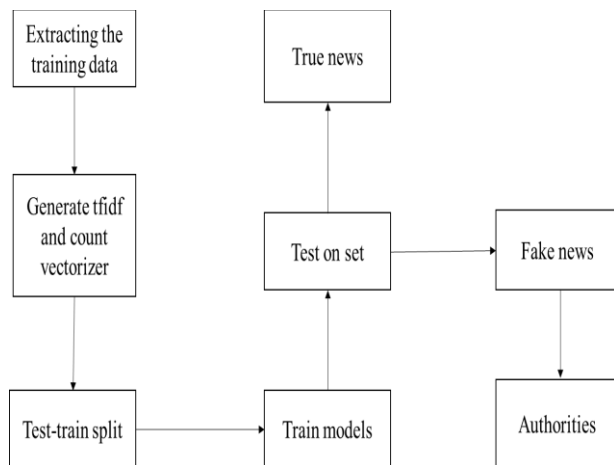 Extracting the
training data
Generate tfidf
and count
vectorizer
Test-train split
Train models
Test on set
True news
Fake news
Authorities